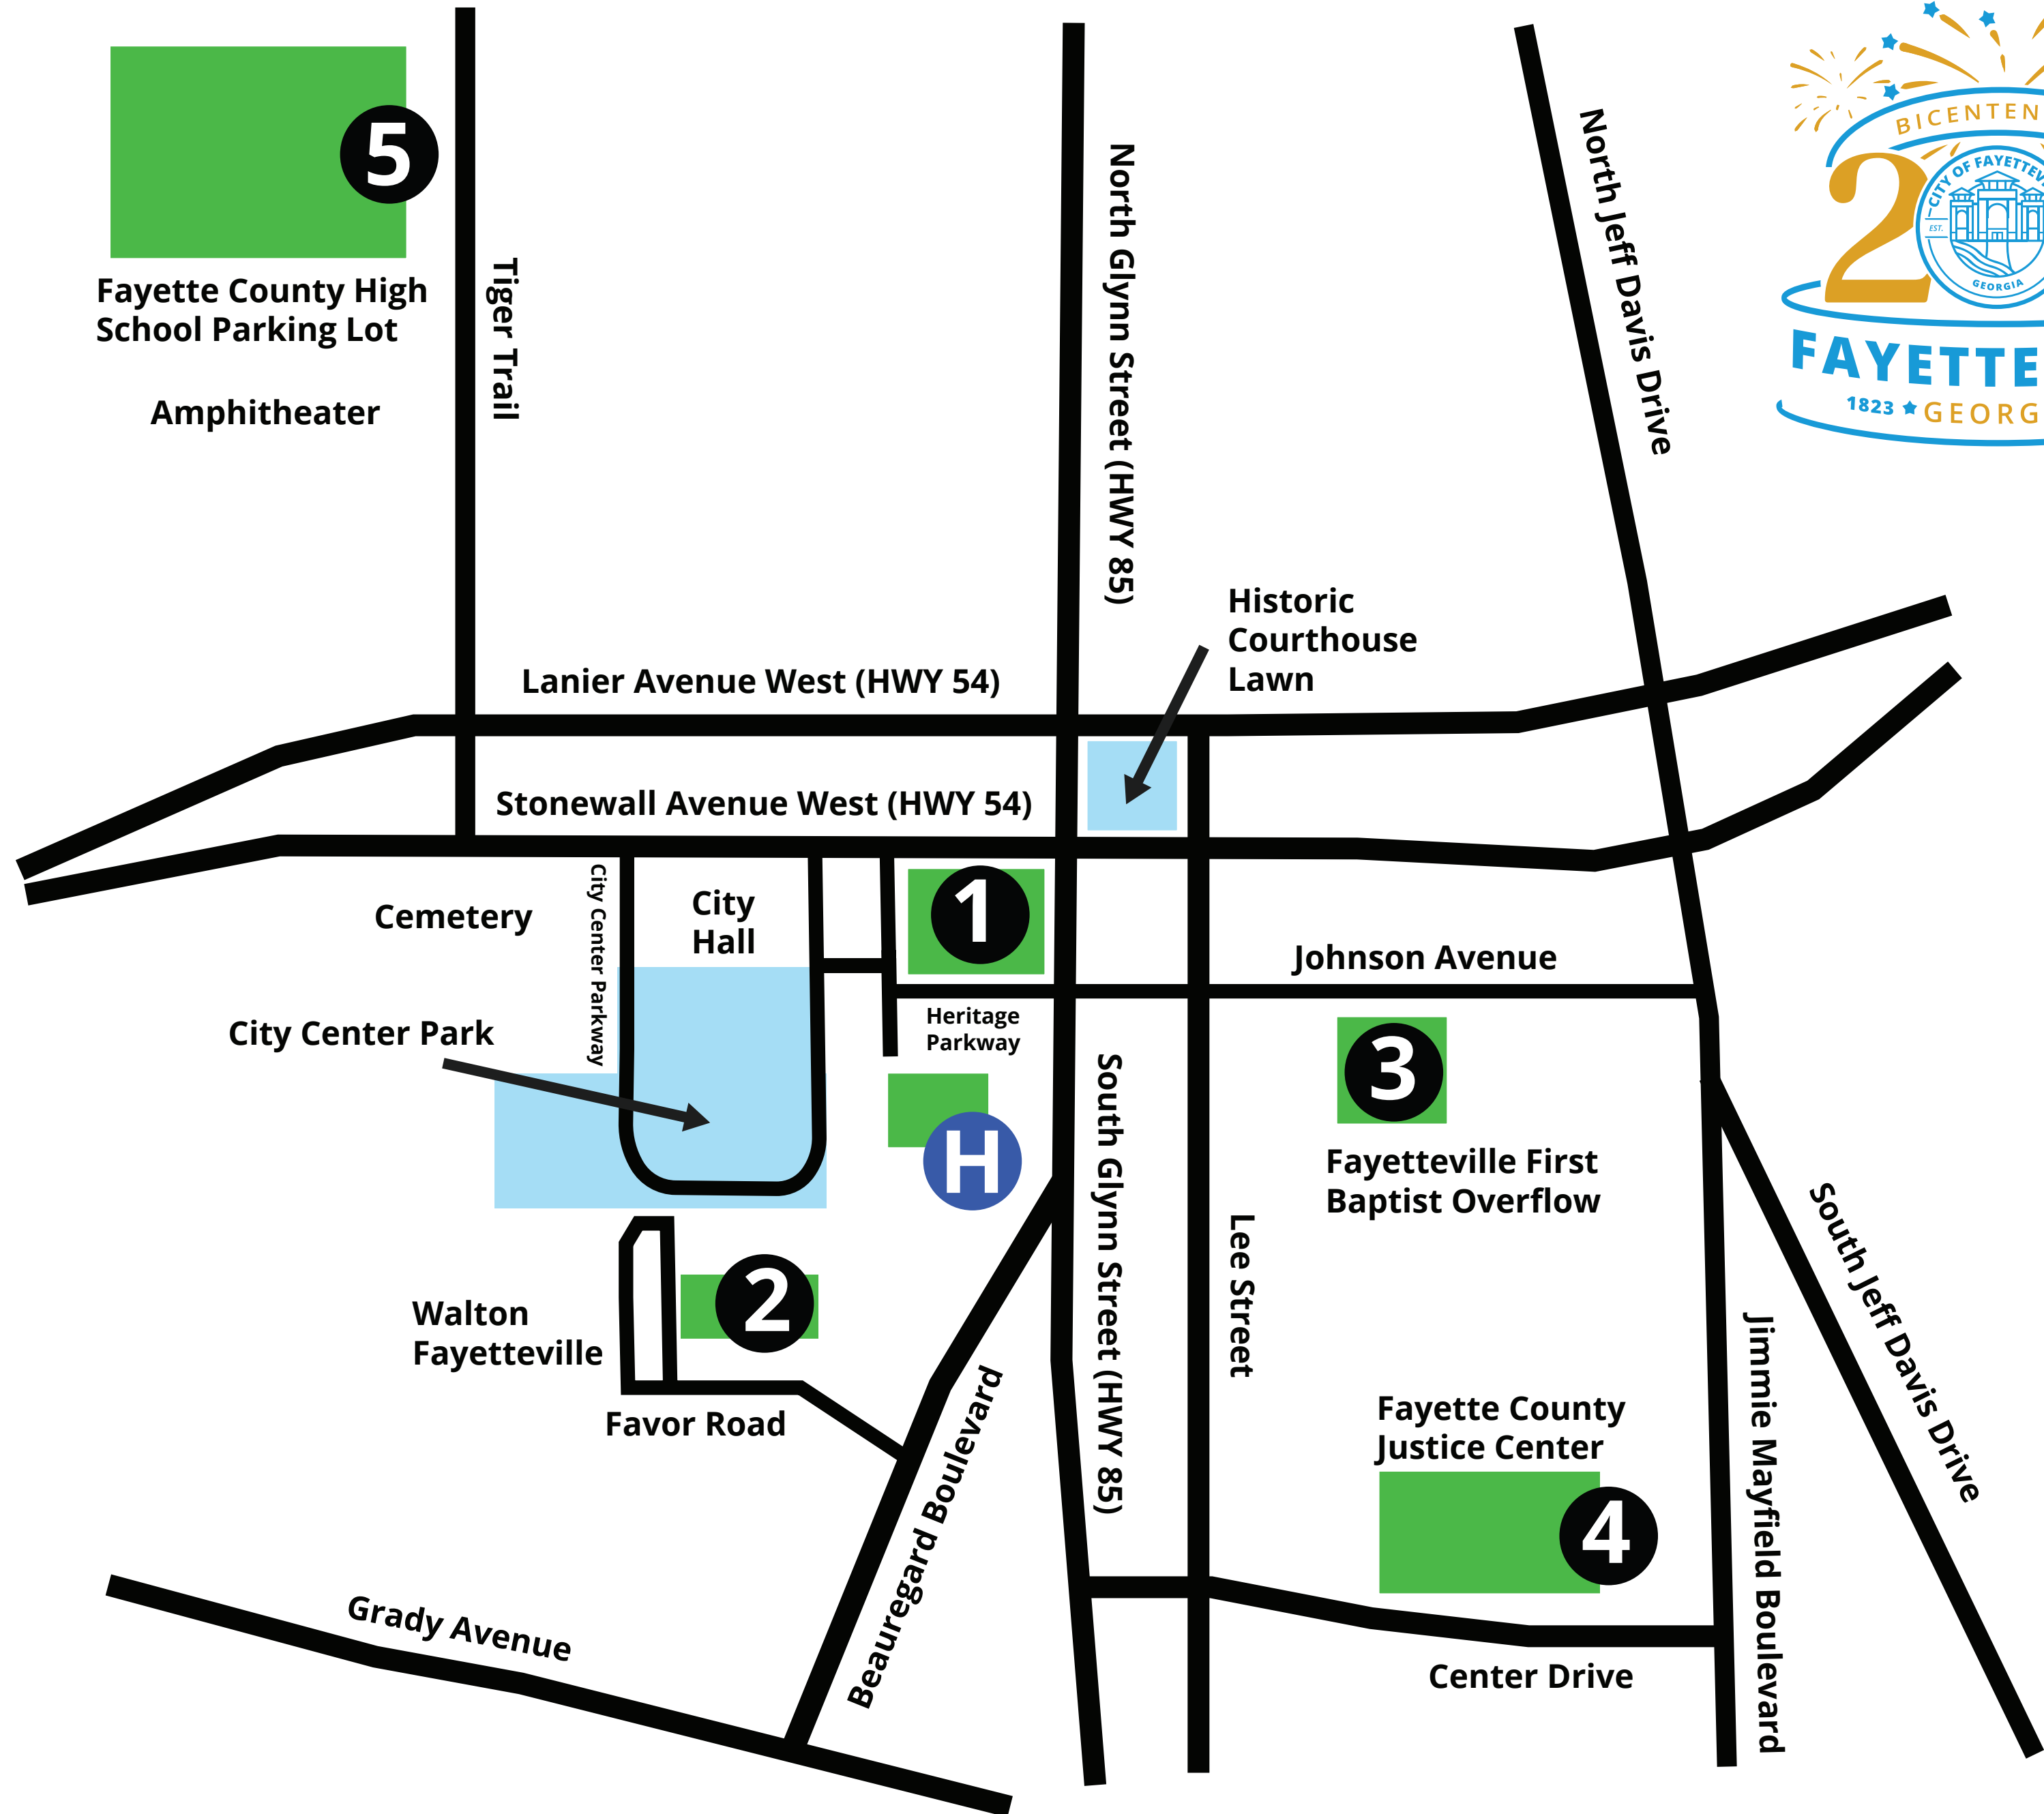 BICENTEN
2
CITY OF FAYETTEV
EST.
GEORGIA
FAYETTE
1823 GEORG
5
Fayette County High
School Parking Lot
Amphitheater
Tiger Trail
North Glynn Street (HWY 85)
North Jeff Davis Drive
Historic
Courthouse
Lawn
Lanier Avenue West (HWY 54)
Stonewall Avenue West (HWY 54)
Cemetery
City Center Parkway
City
Hall
1
Johnson Avenue
City Center Park
Heritage
Parkway
3
H
Fayetteville First
Baptist Overflow
South Glynn Street (HWY 85)
Lee Street
South Jeff Davis Drive
2
Walton
Fayetteville
Favor Road
Beauregard Boulevard
Fayette County
Justice Center
4
Jimmie Mayfield Boulevard
Grady Avenue
Center Drive